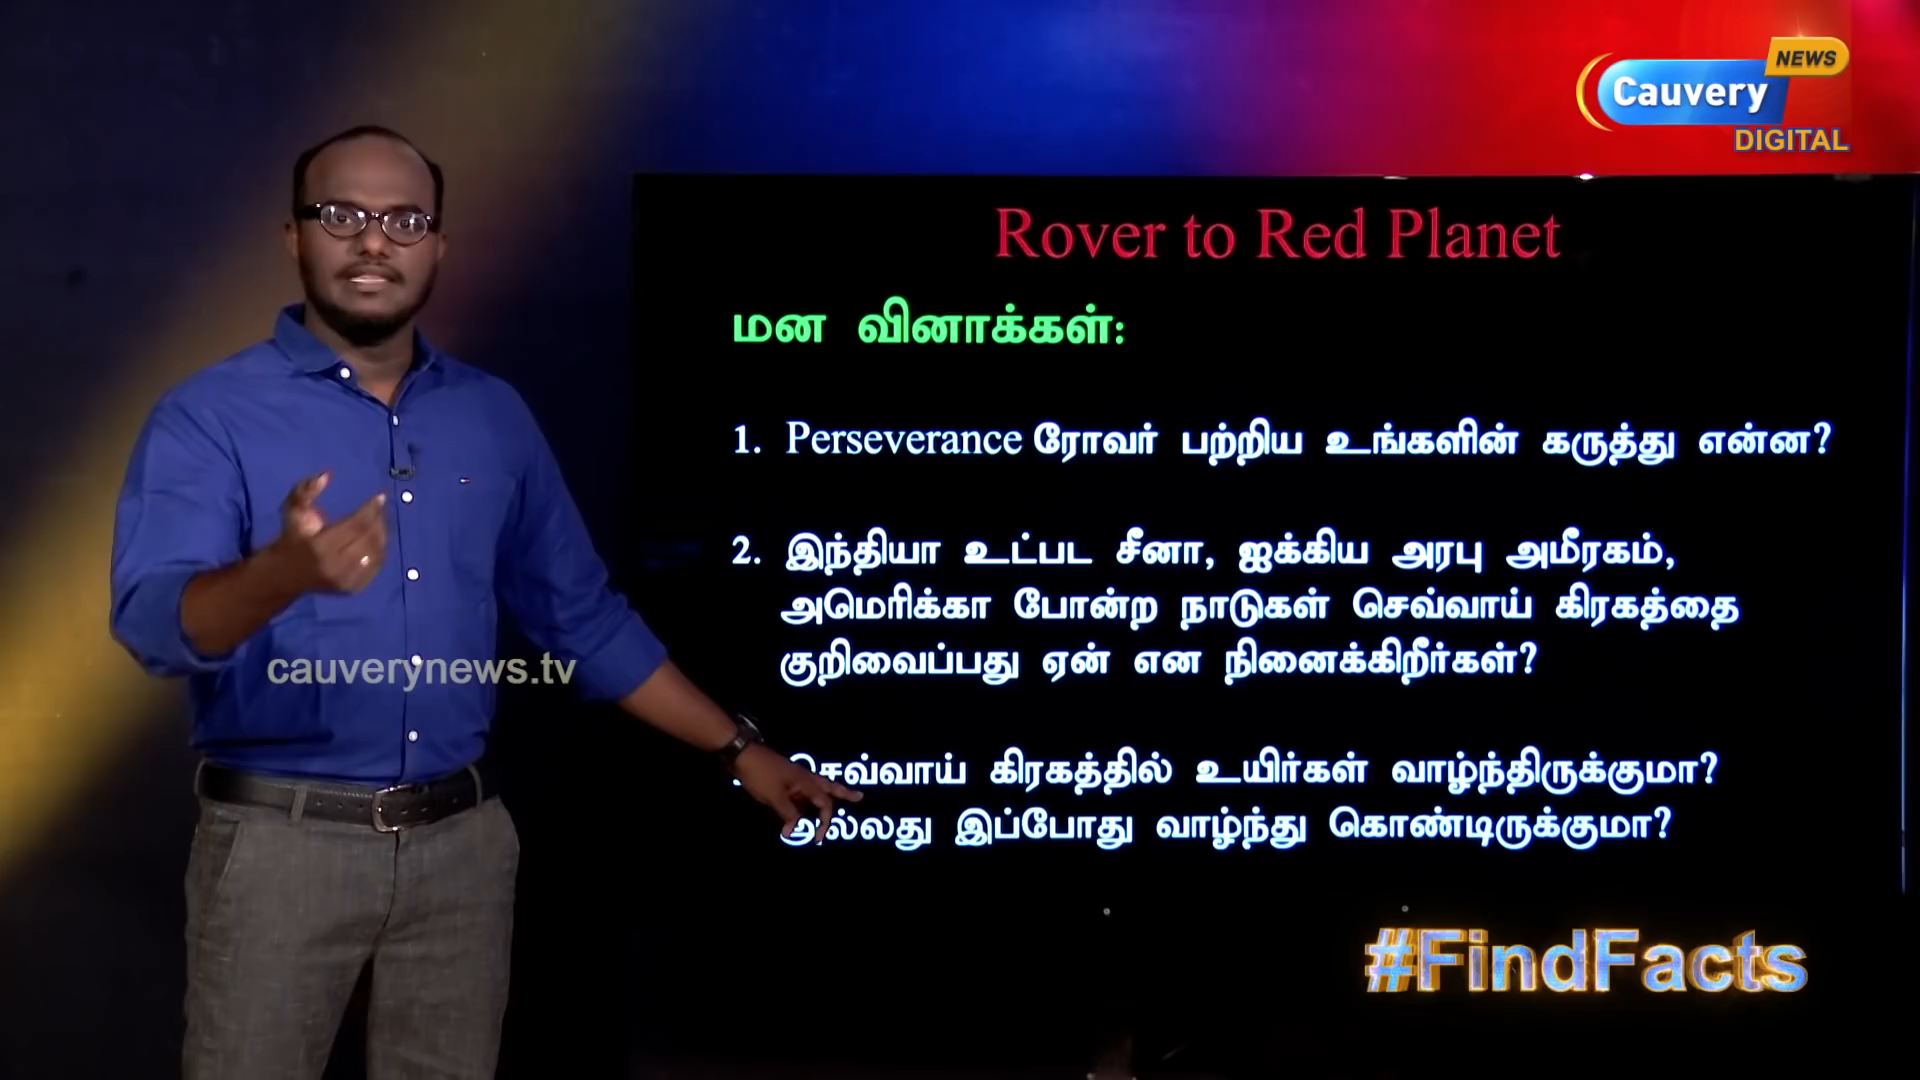 Cauvery NEWS
DIGITAL
Rover to Red Planet
மன வினாக்கள்:
1. Perseverance ரோவர் பற்றிய உங்களின் கருத்து என்ன?
2. இந்தியா உட்பட சீனா, ஐக்கிய அரபு அமீரகம்,
அமெரிக்கா போன்ற நாடுகள் செவ்வாய் கிரகத்தை
குறிவைப்பது ஏன் என நினைக்கிறீர்கள்?
செவ்வாய் கிரகத்தில் உயிர்கள் வாழ்ந்திருக்குமா?
அல்லது இப்போது வாழ்ந்து கொண்டிருக்குமா?
cauverynews.tv
#FindFacts